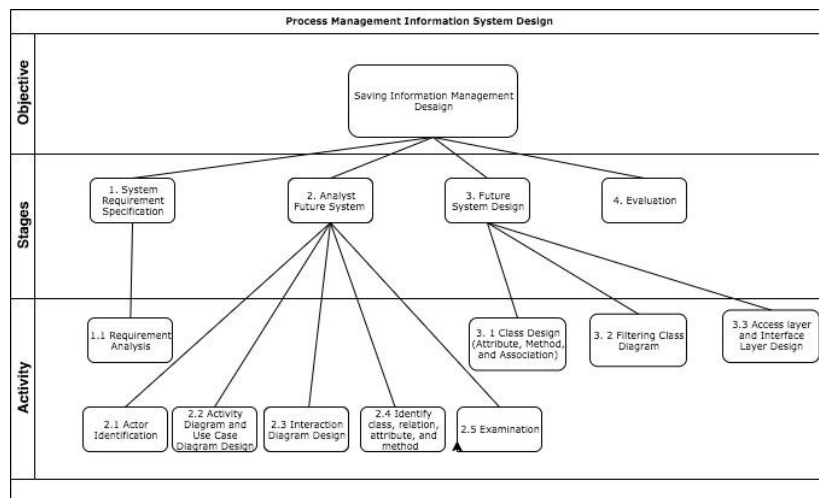 Process Management Information System Design
Objective
Saving Information Management
Desaign
Stages
1. System
Requirement
Specification
2. Analyst
Future System
3. Future
System Design
4. Evaluation
Activity
1.1 Requirement
Analysis
3. 1 Class Design
(Attribute, Method,
and Association)
3. 2 Filtering Class
Diagram
3.3 Access layer
and Interface
Layer Design
2.1 Actor
Identification
2.2 Activity
Diagram and
Use Case
Diagram Design
2.3 Interaction
Diagram Design
2.4 Identify
class, relation,
attribute, and
method
2.5 Examination